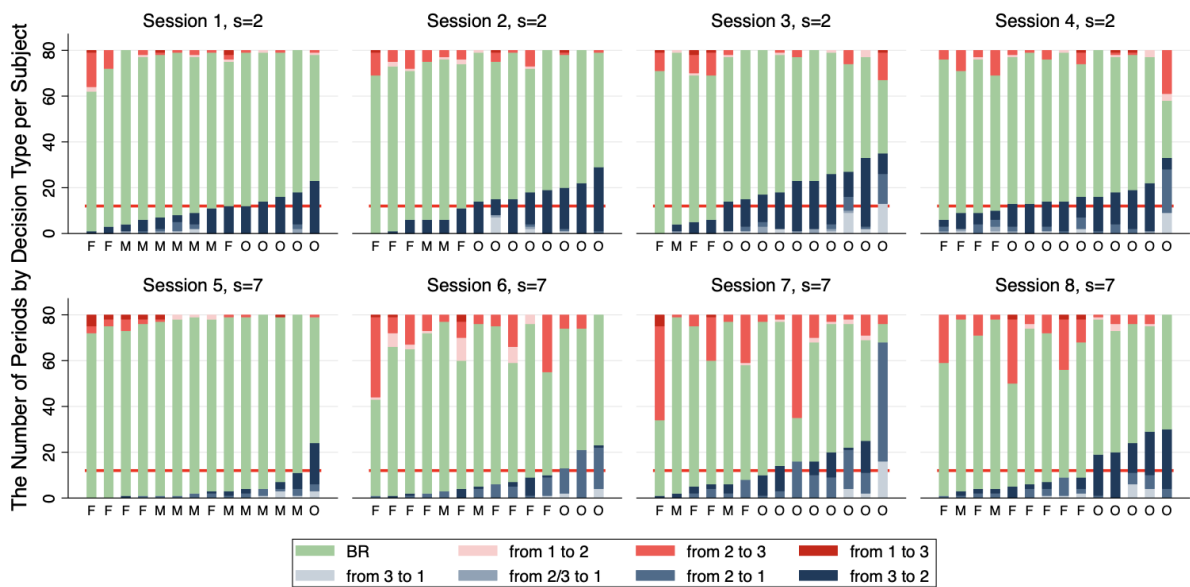 The Number of Periods by Decision Type per Subject
Session 1, s=2
80
60
40
20
0
F F M M M M M M F O O O O O
Session 2, s=2
F F F M M F O O O O O O O O
Session 3, s=2
F M F F O O O O O O O O O O
Session 4, s=2
F F F F O O O O O O O O O O
Session 5, s=7
80
60
40
20
0
F F F F M M M F M M M M M O
Session 6, s=7
F F F F M M F F F F F O O O
Session 7, s=7
F M F F M F O O O O O O O O
Session 8, s=7
F M F M F F F F F O O O O O
BR from 1 to 2 from 2 to 3 from 1 to 3
from 3 to 1 from 2/3 to 1 from 2 to 1 from 3 to 2